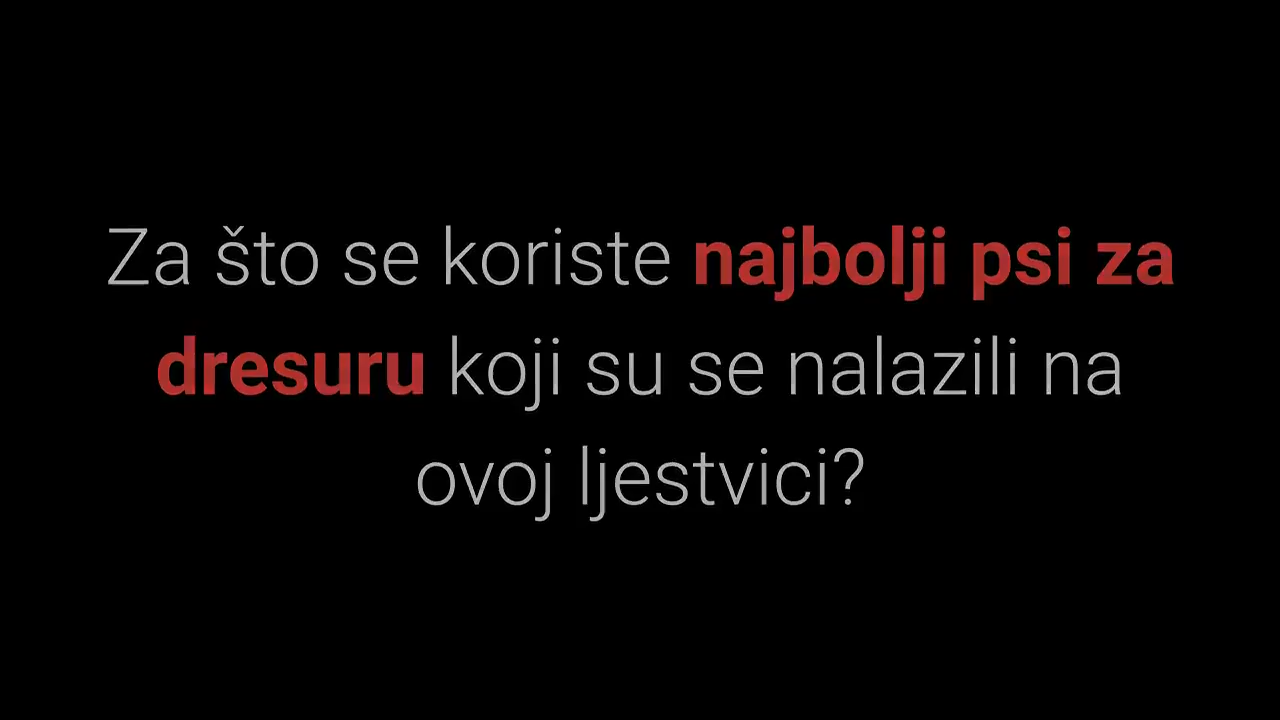 Za što se koriste najbolji psi za
dresuru koji su se nalazili na
ovoj ljestvici?